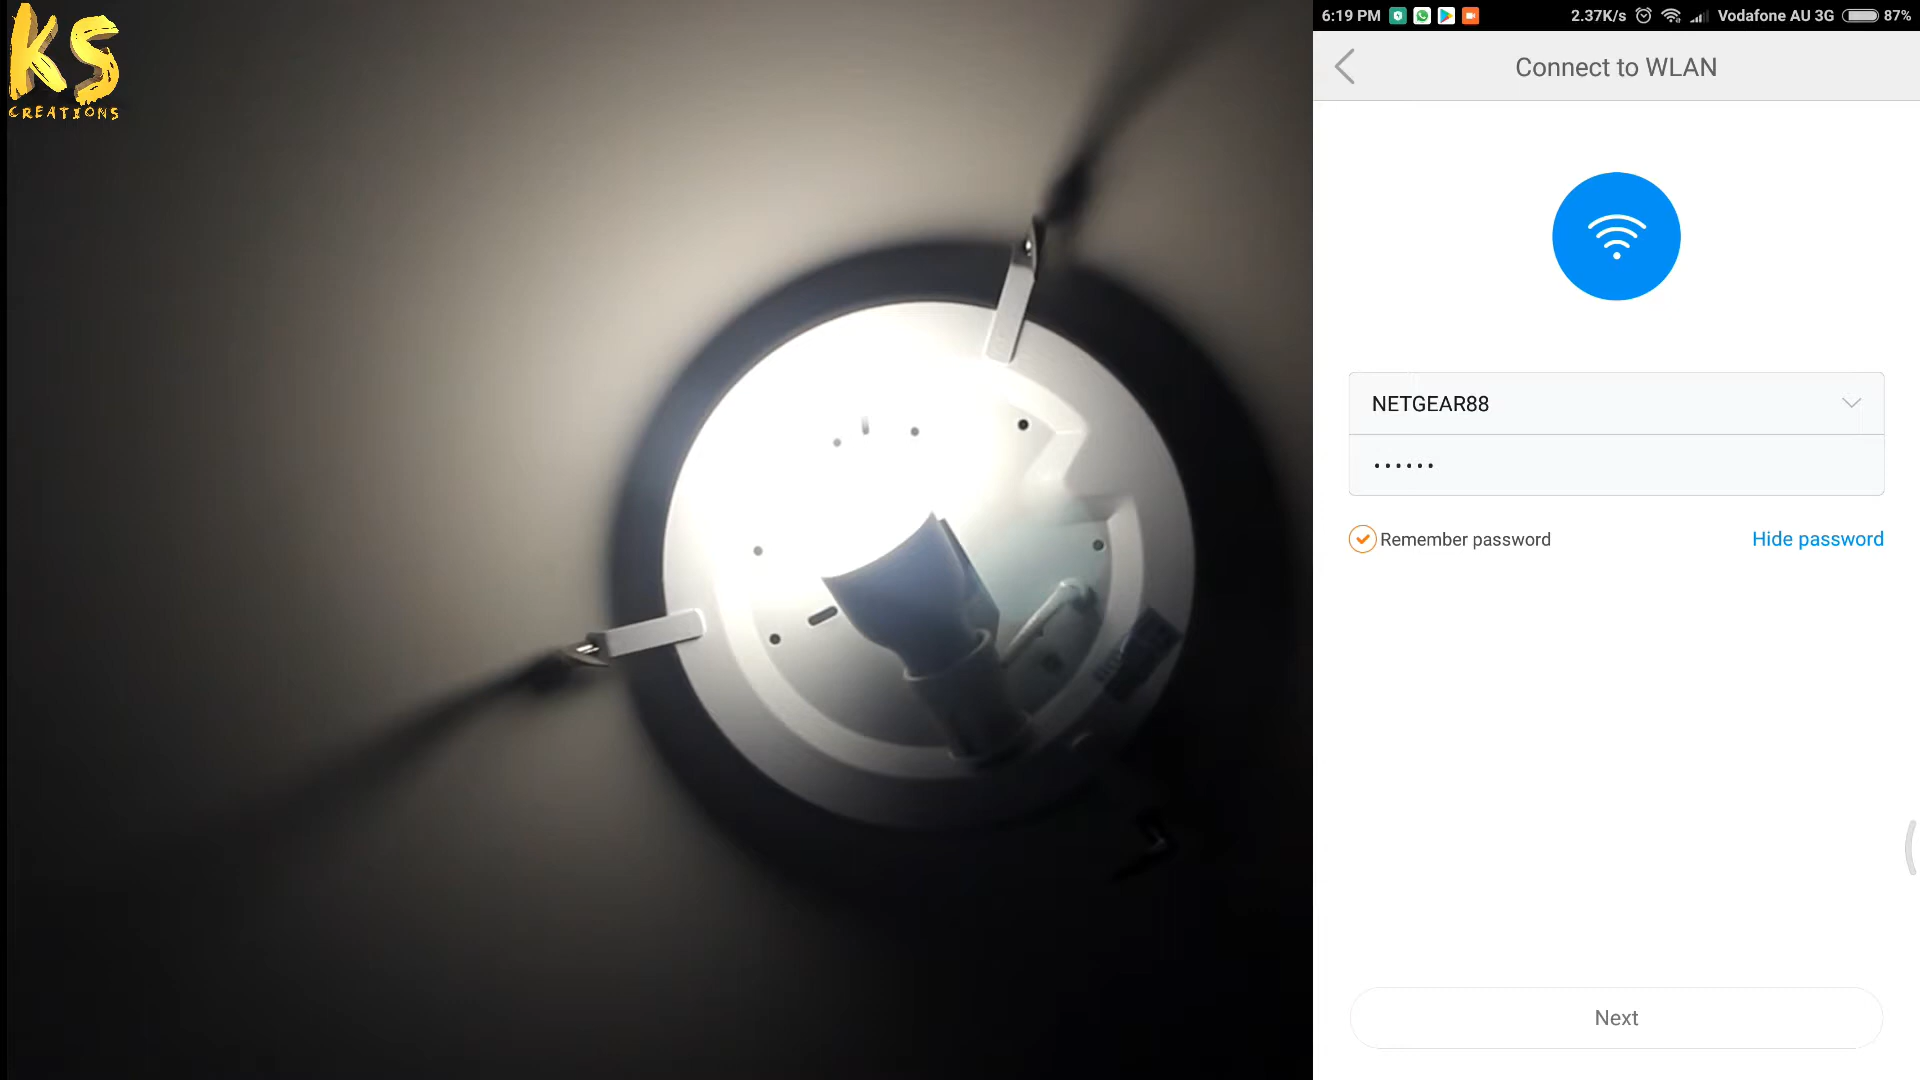 KS
CREATIONS
6:19 PM 2.37K/s Vodafone AU 3G 87%
Connect to WLAN
NETGEAR88
••••••
Remember password Hide password
Next